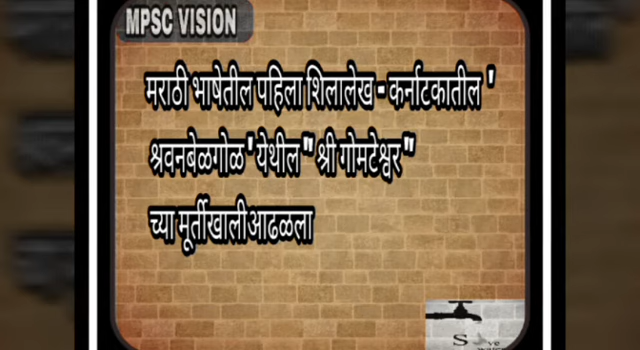 MPSC VISION
मराठी भाषेतील पहिला शिलालेख - कर्नाटकातील '
श्रवनबेळगोळ ' येथील " श्री गोमटेश्वर "
च्या मूर्तीखाली आढळला